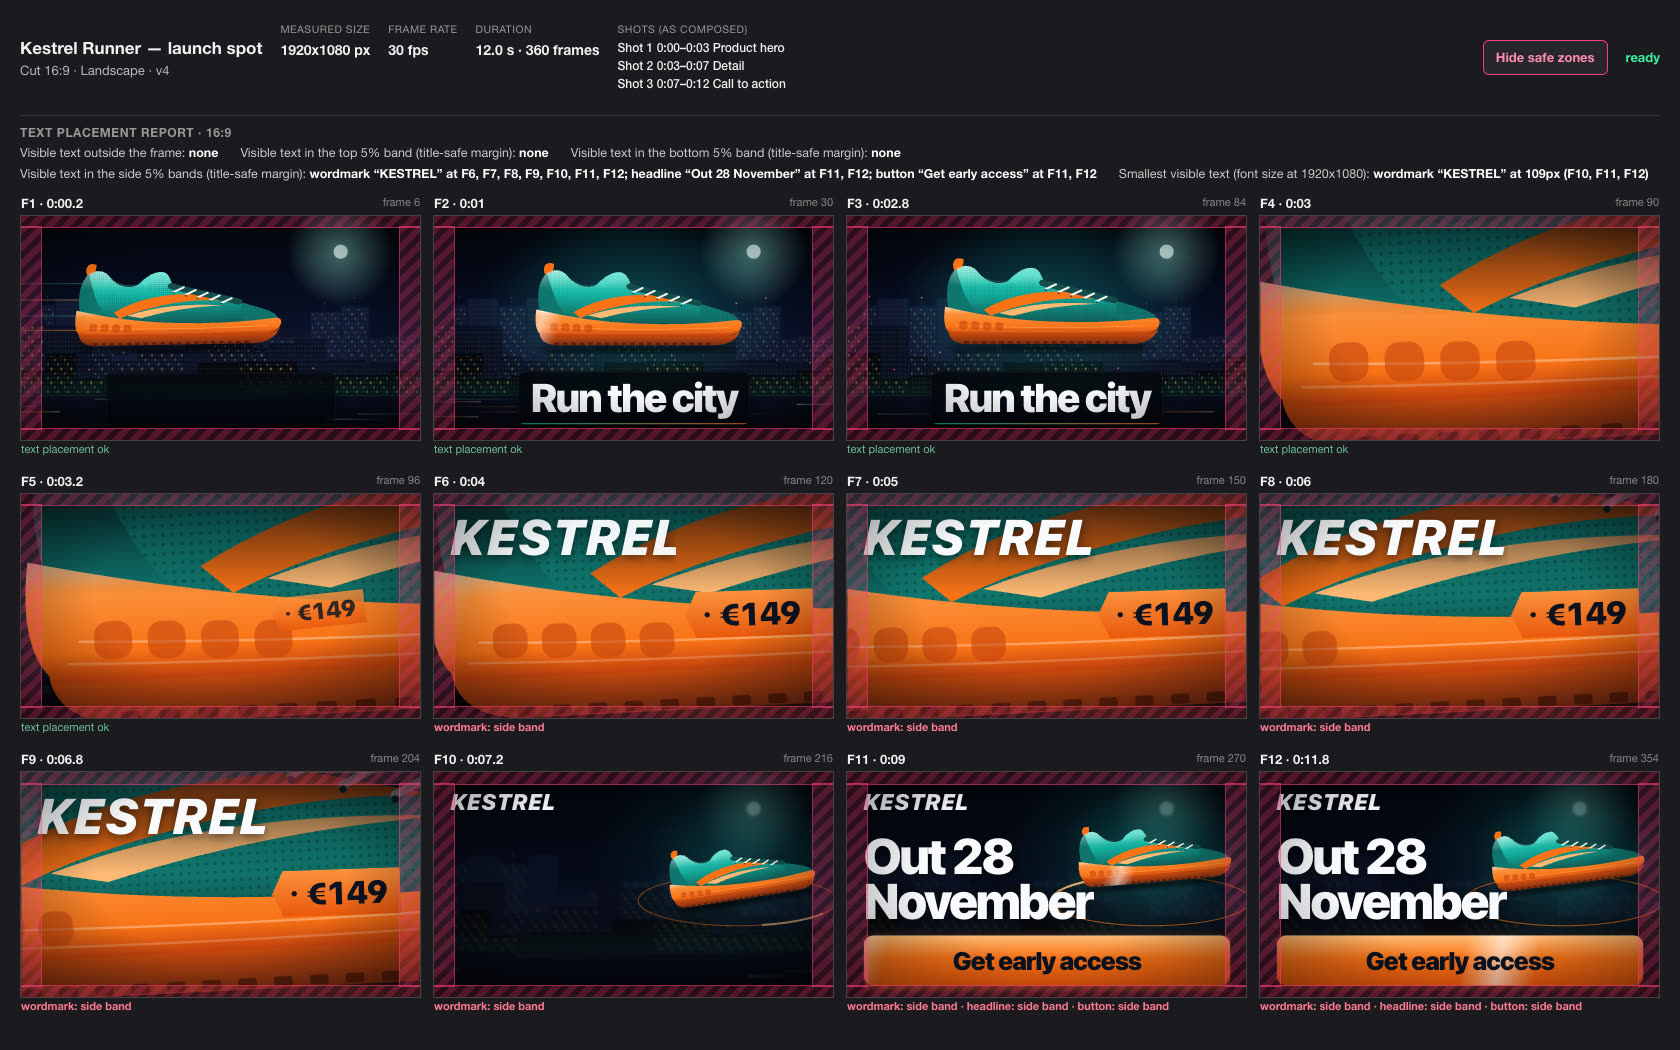 Kestrel Runner — launch spot
Cut 16:9 · Landscape · v4
MEASURED SIZE
1920x1080 px
FRAME RATE
30 fps
DURATION
12.0 s · 360 frames
SHOTS (AS COMPOSED)
Shot 1 0:00–0:03 Product hero
Shot 2 0:03–0:07 Detail
Shot 3 0:07–0:12 Call to action
Hide safe zones
ready
TEXT PLACEMENT REPORT · 16:9
Visible text outside the frame: none
Visible text in the top 5% band (title-safe margin): none
Visible text in the bottom 5% band (title-safe margin): none
Visible text in the side 5% bands (title-safe margin): wordmark “KESTREL” at F6, F7, F8, F9, F10, F11, F12; headline “Out 28 November” at F11, F12; button “Get early access” at F11, F12
Smallest visible text (font size at 1920x1080): wordmark “KESTREL” at 109px (F10, F11, F12)
F1 · 0:00.2
frame 6
text placement ok
F2 · 0:01
frame 30
Run the city
text placement ok
F3 · 0:02.8
frame 84
Run the city
text placement ok
F4 · 0:03
frame 90
text placement ok
F5 · 0:03.2
frame 96
· €149
text placement ok
F6 · 0:04
frame 120
KESTREL
· €149
wordmark: side band
F7 · 0:05
frame 150
KESTREL
· €149
wordmark: side band
F8 · 0:06
frame 180
KESTREL
· €149
wordmark: side band
F9 · 0:06.8
frame 204
KESTREL
· €149
wordmark: side band
F10 · 0:07.2
frame 216
KESTREL
wordmark: side band
F11 · 0:09
frame 270
KESTREL
Out 28
November
Get early access
wordmark: side band · headline: side band · button: side band
F12 · 0:11.8
frame 354
KESTREL
Out 28
November
Get early access
wordmark: side band · headline: side band · button: side band